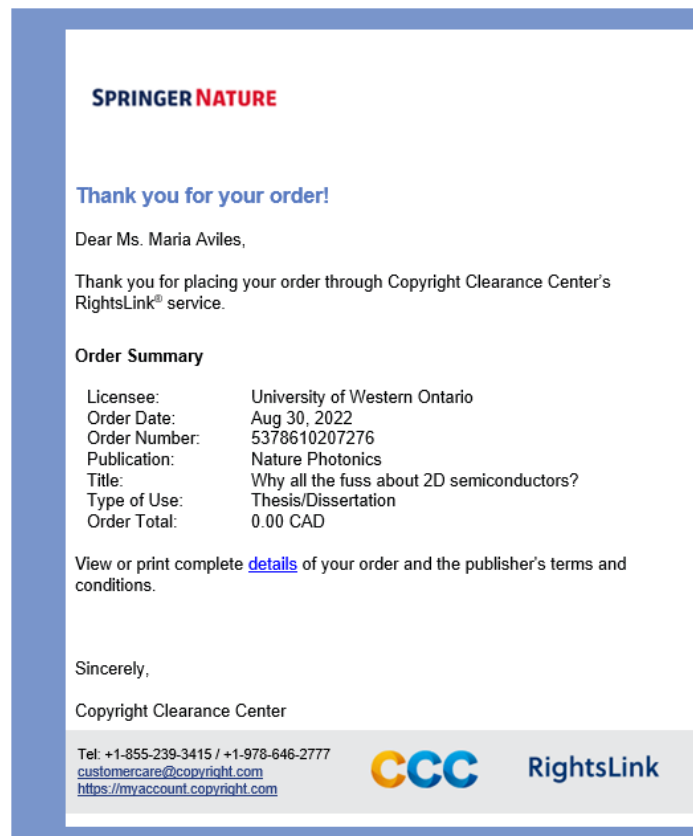 SPRINGER NATURE
Thank you for your order!
Dear Ms. Maria Aviles,
Thank you for placing your order through Copyright Clearance Center's
RightsLink® service.
Order Summary
Licensee: University of Western Ontario
Order Date: Aug 30, 2022
Order Number: 5378610207276
Publication: Nature Photonics
Title: Why all the fuss about 2D semiconductors?
Type of Use: Thesis/Dissertation
Order Total: 0.00 CAD
View or print complete details of your order and the publisher's terms and
conditions.
Sincerely,
Copyright Clearance Center
Tel: +1-855-239-3415 / +1-978-646-2777
customercare@copyright.com
https://myaccount.copyright.com
CCC
RightsLink